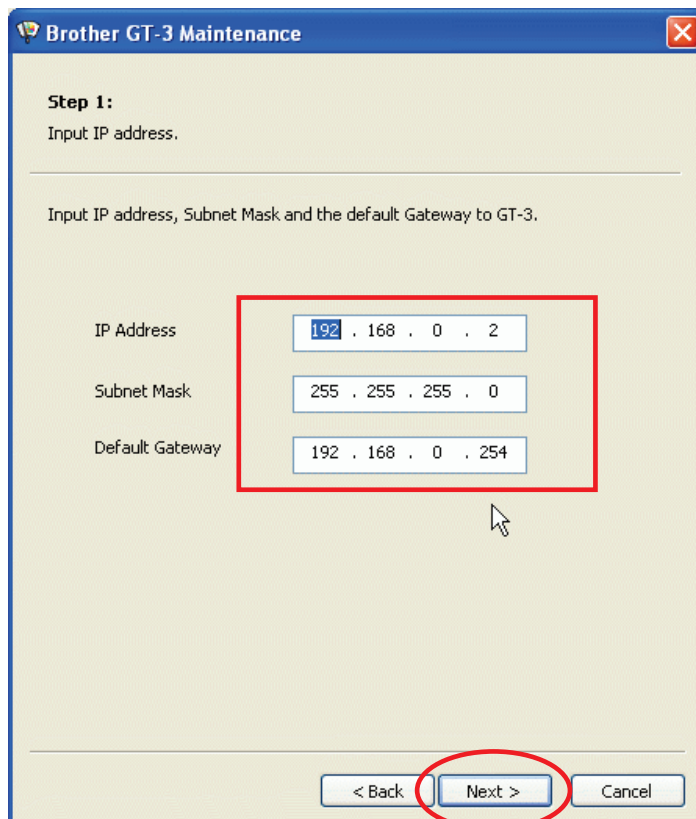 Brother GT-3 Maintenance
Step 1:
Input IP address.
Input IP address, Subnet Mask and the default Gateway to GT-3.
IP Address 192 . 168 . 0 . 2
Subnet Mask 255 . 255 . 255 . 0
Default Gateway 192 . 168 . 0 . 254
< Back Next > Cancel